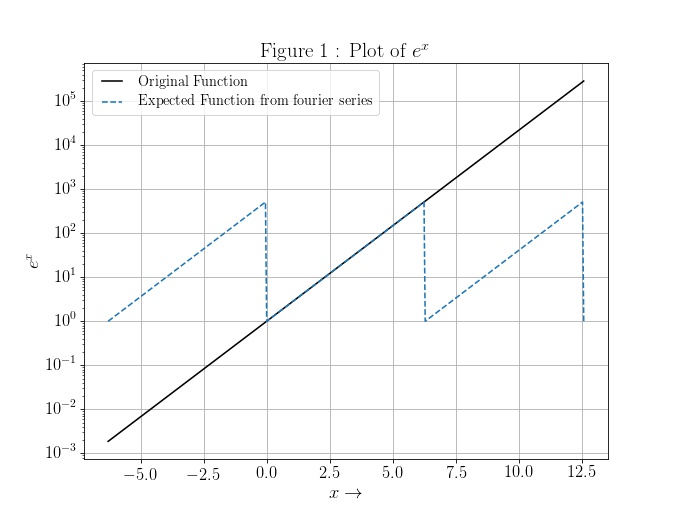 Figure 1 : Plot of e^x
Original Function
Expected Function from fourier series
10^5
10^4
10^3
10^2
10^1
10^0
10^−1
10^−2
10^−3
e^x
−5.0 −2.5 0.0 2.5 5.0 7.5 10.0 12.5
x →